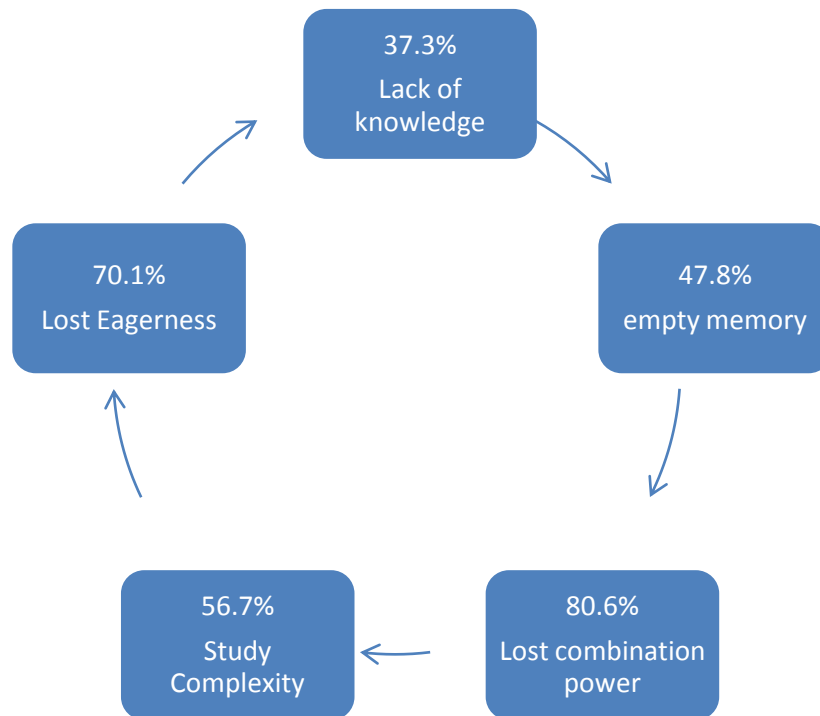 37.3%
Lack of
knowledge
47.8%
empty memory
80.6%
Lost combination
power
56.7%
Study
Complexity
70.1%
Lost Eagerness